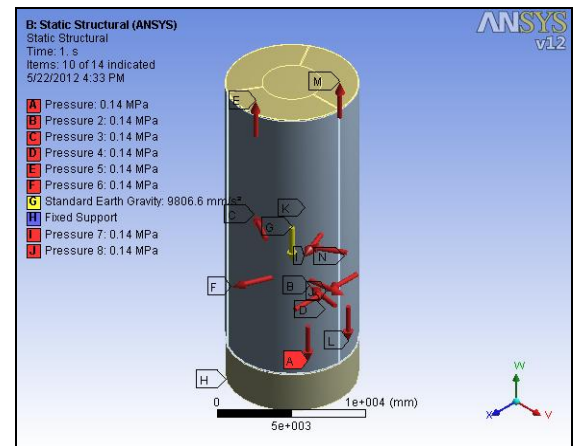 B: Static Structural (ANSYS)
Static Structural
Time: 1. s
Items: 10 of 14 indicated
5/22/2012 4:33 PM
ANSYS
v12
A Pressure: 0.14 MPa
B Pressure 2: 0.14 MPa
C Pressure 3: 0.14 MPa
D Pressure 4: 0.14 MPa
E Pressure 5: 0.14 MPa
F Pressure 6: 0.14 MPa
G Standard Earth Gravity: 9806.6 mm/s²
H Fixed Support
I Pressure 7: 0.14 MPa
J Pressure 8: 0.14 MPa
M
E
K
C
G
I
N
F
B
J
D
L
A
H
0
1e+004 (mm)
5e+003
W
X
V